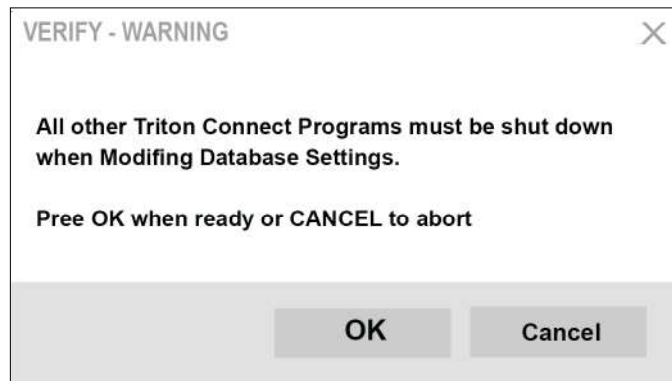 VERIFY - WARNING
All other Triton Connect Programs must be shut down
when Modifing Database Settings.
Pree OK when ready or CANCEL to abort
OK
Cancel